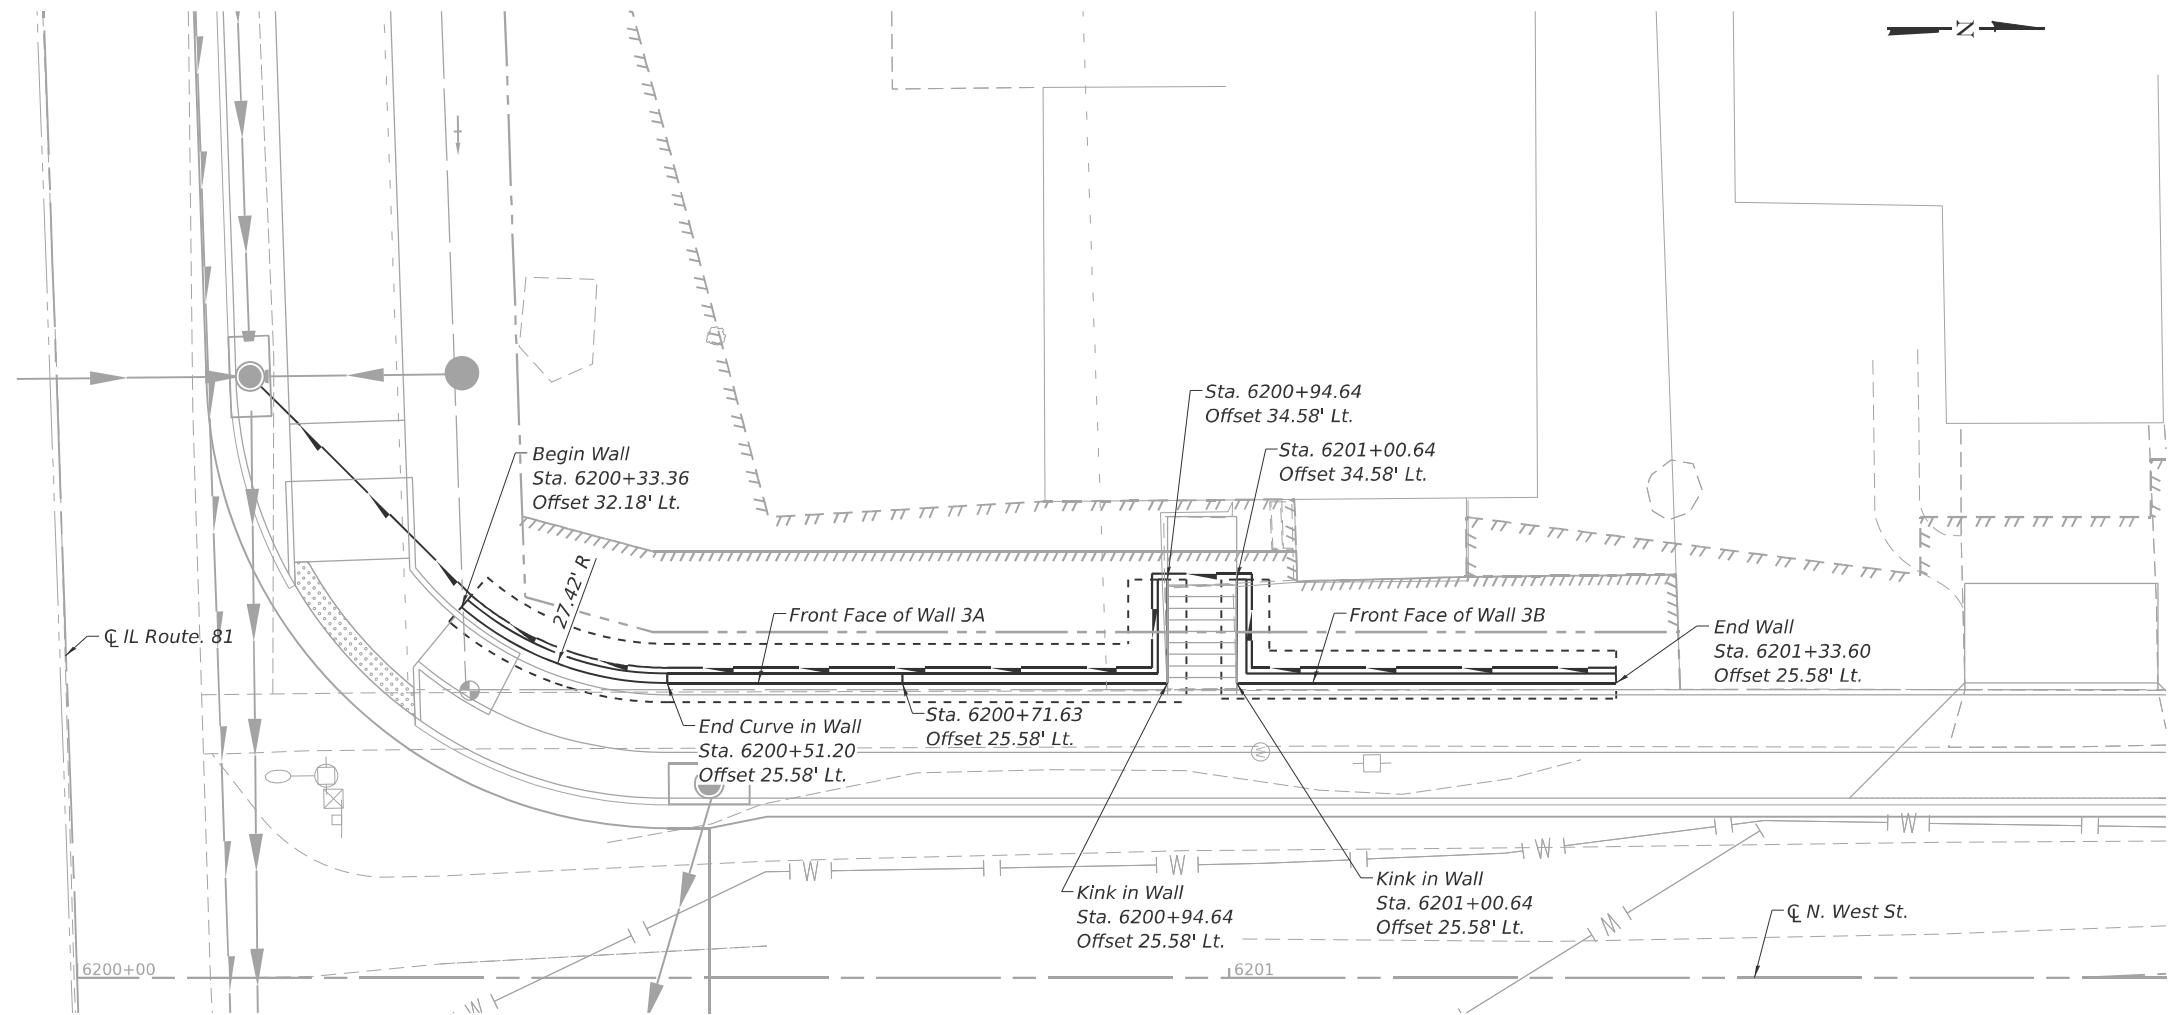 N
Sta. 6200+94.64
Offset 34.58' Lt.
Sta. 6201+00.64
Offset 34.58' Lt.
Begin Wall
Sta. 6200+33.36
Offset 32.18' Lt.
27.42' R
Front Face of Wall 3A
Front Face of Wall 3B
℄ IL Route. 81
End Wall
Sta. 6201+33.60
Offset 25.58' Lt.
End Curve in Wall
Sta. 6200+51.20
Offset 25.58' Lt.
Sta. 6200+71.63
Offset 25.58' Lt.
W
W
W
W
W
Kink in Wall
Sta. 6200+94.64
Offset 25.58' Lt.
Kink in Wall
Sta. 6201+00.64
Offset 25.58' Lt.
℄ N. West St.
W
W
6200+00
6201